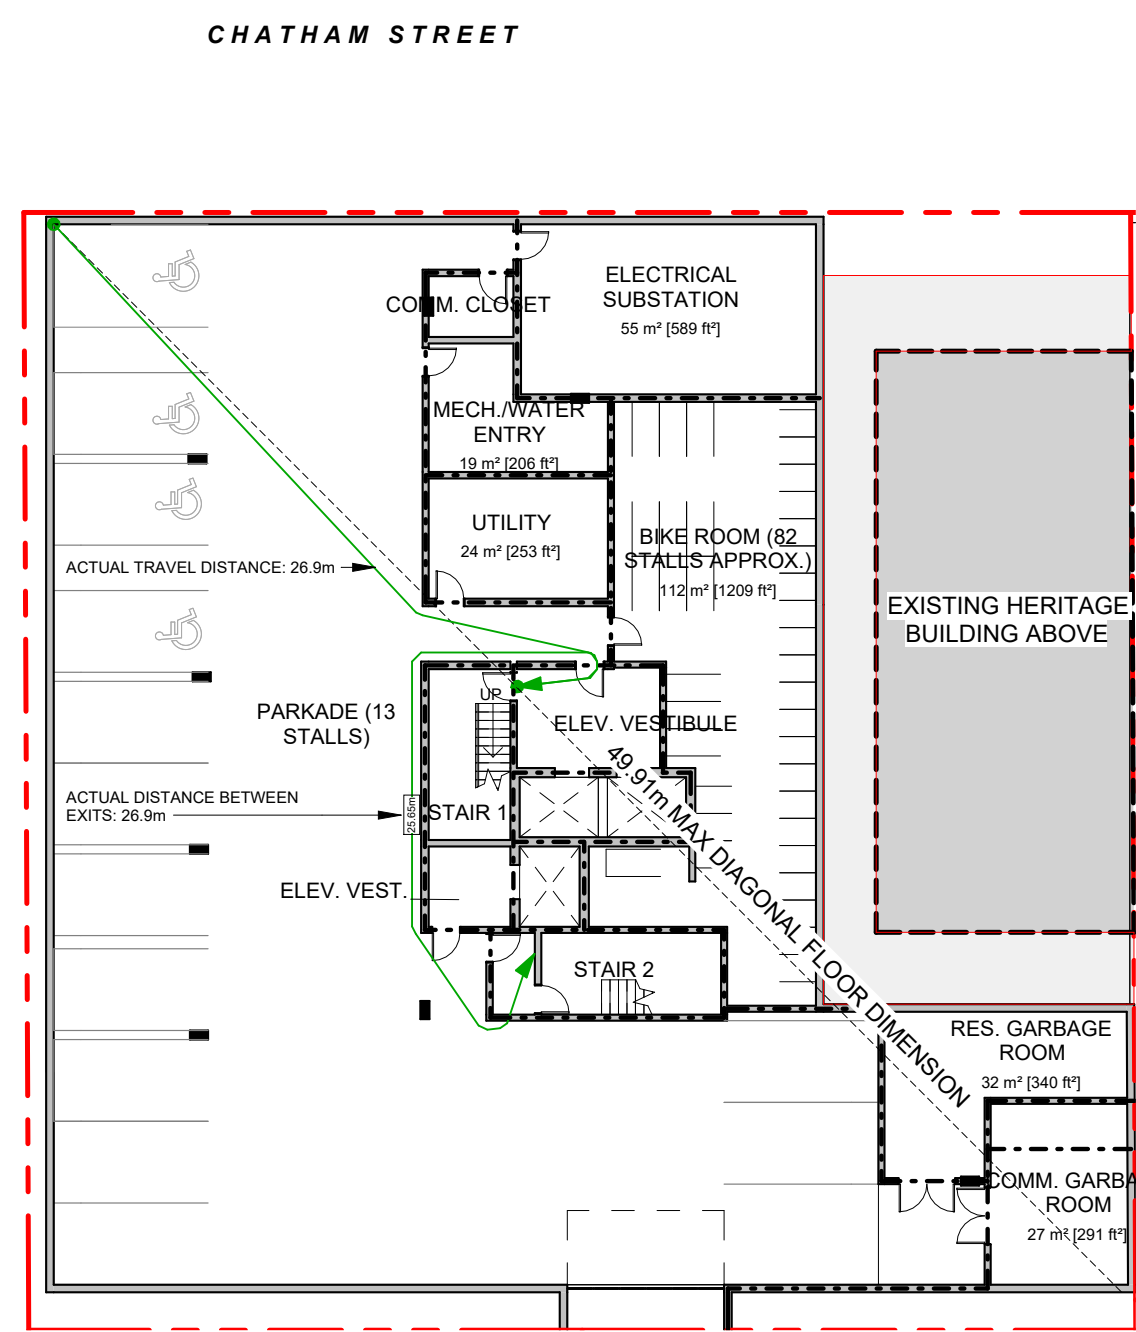 CHATHAM STREET
ELECTRICAL
SUBSTATION
55 m² [589 ft²]
COMM. CLOSET
MECH./WATER
ENTRY
19 m² [206 ft²]
UTILITY
24 m² [253 ft²]
BIKE ROOM (82
STALLS APPROX.)
112 m² [1209 ft²]
ACTUAL TRAVEL DISTANCE: 26.9m
EXISTING HERITAGE
BUILDING ABOVE
UP
PARKADE (13
STALLS)
ELEV. VESTIBULE
49.91m MAX DIAGONAL FLOOR DIMENSION
ACTUAL DISTANCE BETWEEN
EXITS: 26.9m
25.65m
STAIR 1
ELEV. VEST.
STAIR 2
RES. GARBAGE
ROOM
32 m² [340 ft²]
COMM. GARBA
ROOM
27 m² [291 ft²]